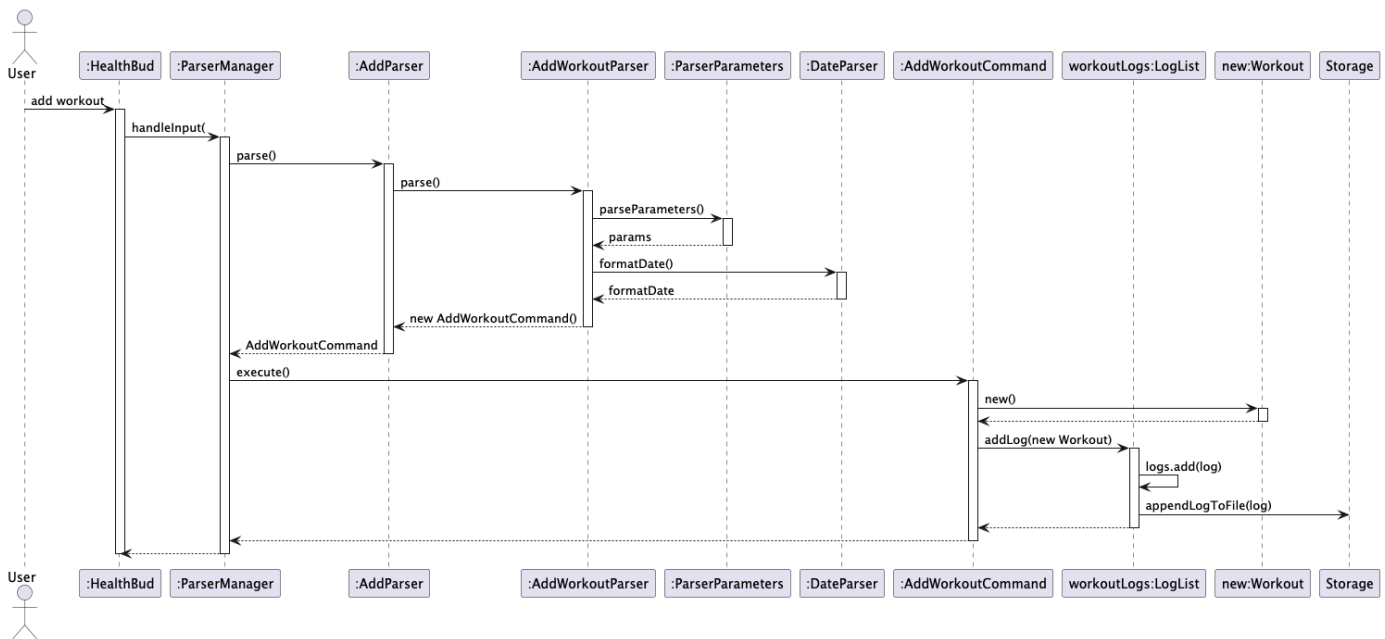 User
:HealthBud
:ParserManager
:AddParser
:AddWorkoutParser
:ParserParameters
:DateParser
:AddWorkoutCommand
workoutLogs:LogList
new:Workout
Storage
add workout
handleInput(
parse()
parse()
parseParameters()
params
formatDate()
formatDate
new AddWorkoutCommand()
AddWorkoutCommand
execute()
new()
addLog(new Workout)
logs.add(log)
appendLogToFile(log)
User
:HealthBud
:ParserManager
:AddParser
:AddWorkoutParser
:ParserParameters
:DateParser
:AddWorkoutCommand
workoutLogs:LogList
new:Workout
Storage